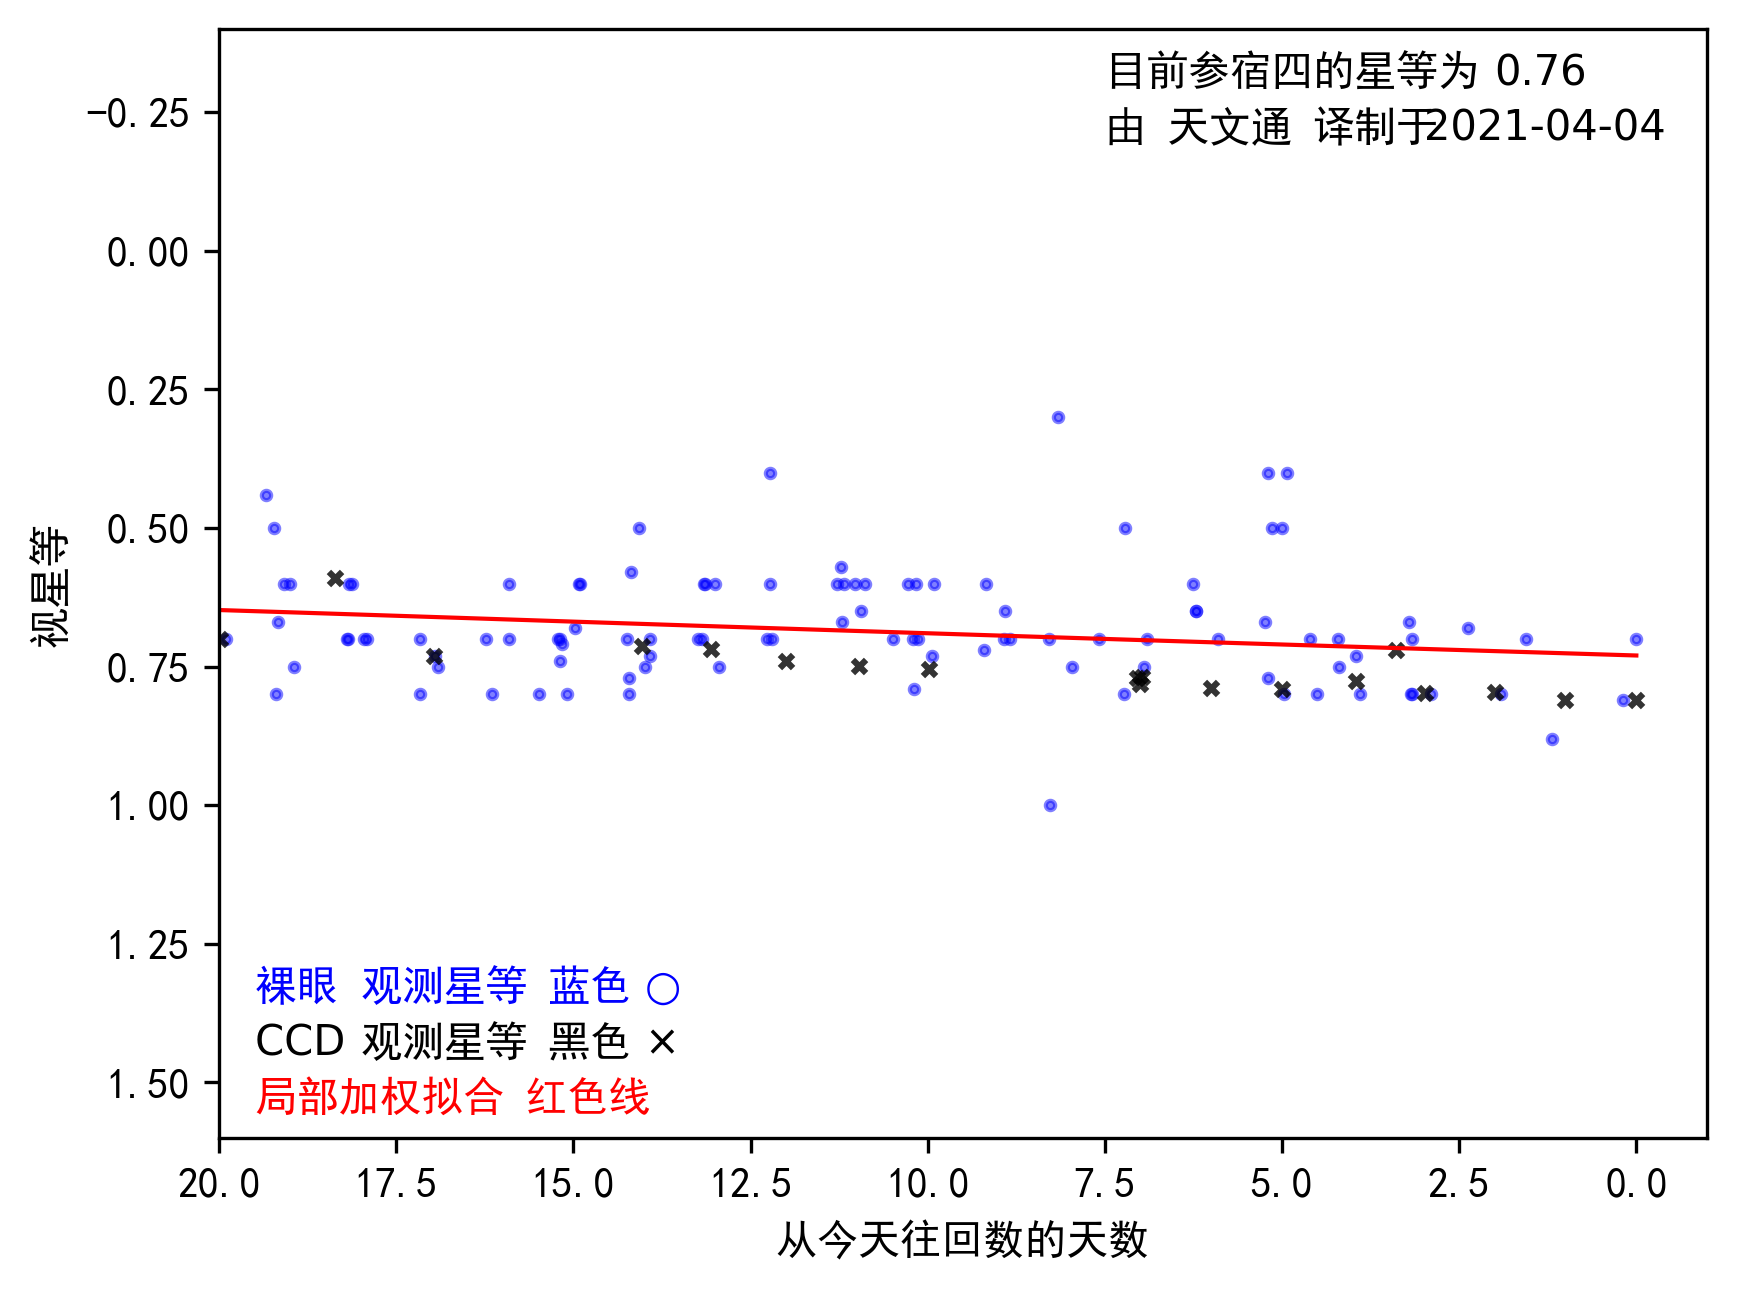 目前参宿四的星等为 0.76
由 天文通 译制于2021-04-04
−0.25
0.00
0.25
0.50
0.75
1.00
1.25
1.50
视星等
裸眼 观测星等 蓝色 ○
CCD 观测星等 黑色 ×
局部加权拟合 红色线
20.0 17.5 15.0 12.5 10.0 7.5 5.0 2.5 0.0
从今天往回数的天数